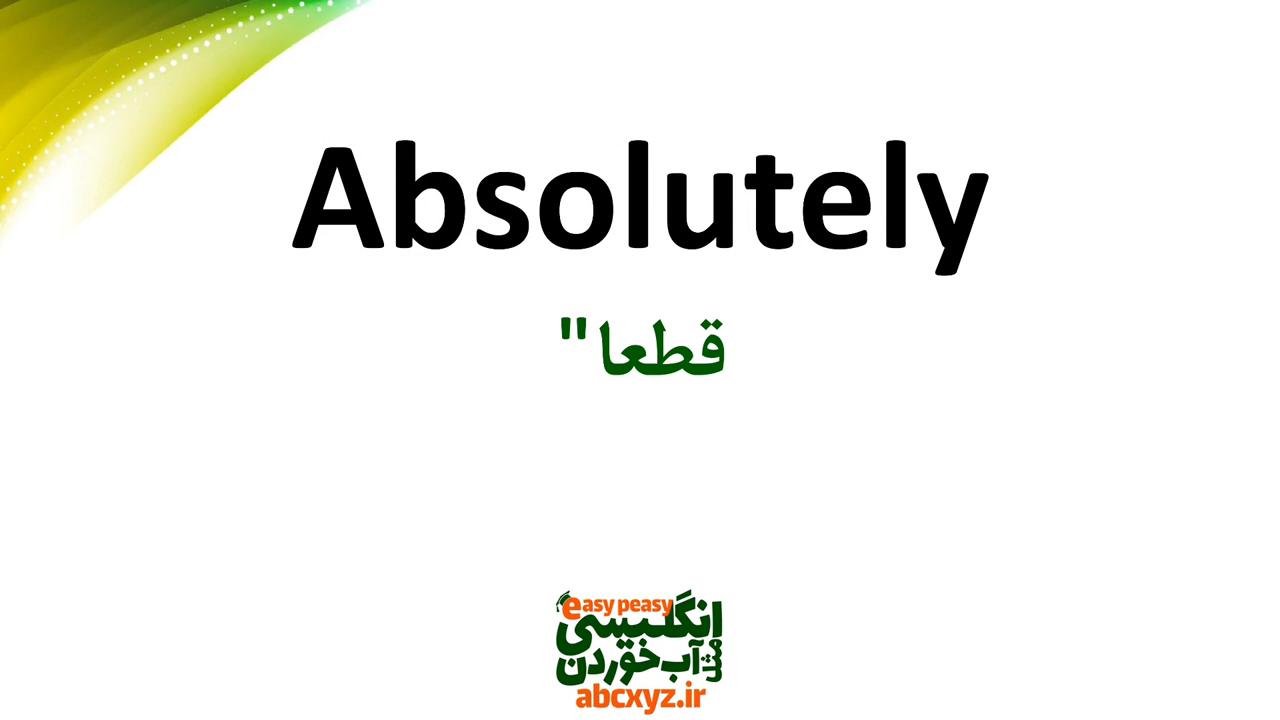 Absolutely
قطعا"
easy peasy
انگلیسی
مثل آب خوردن
abcxyz.ir